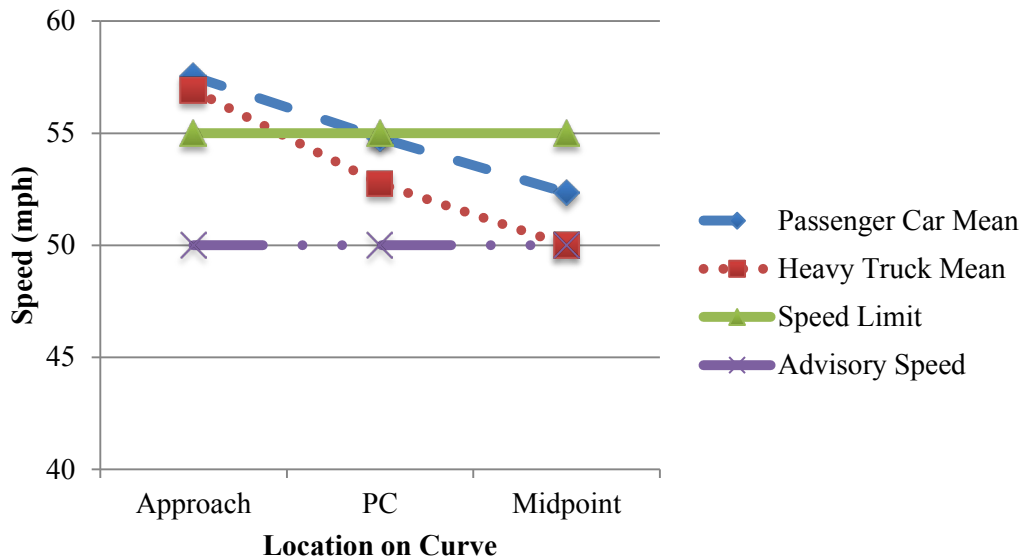 60
55
50
45
40
Speed (mph)
Approach
PC
Midpoint
Location on Curve
Passenger Car Mean
Heavy Truck Mean
Speed Limit
Advisory Speed